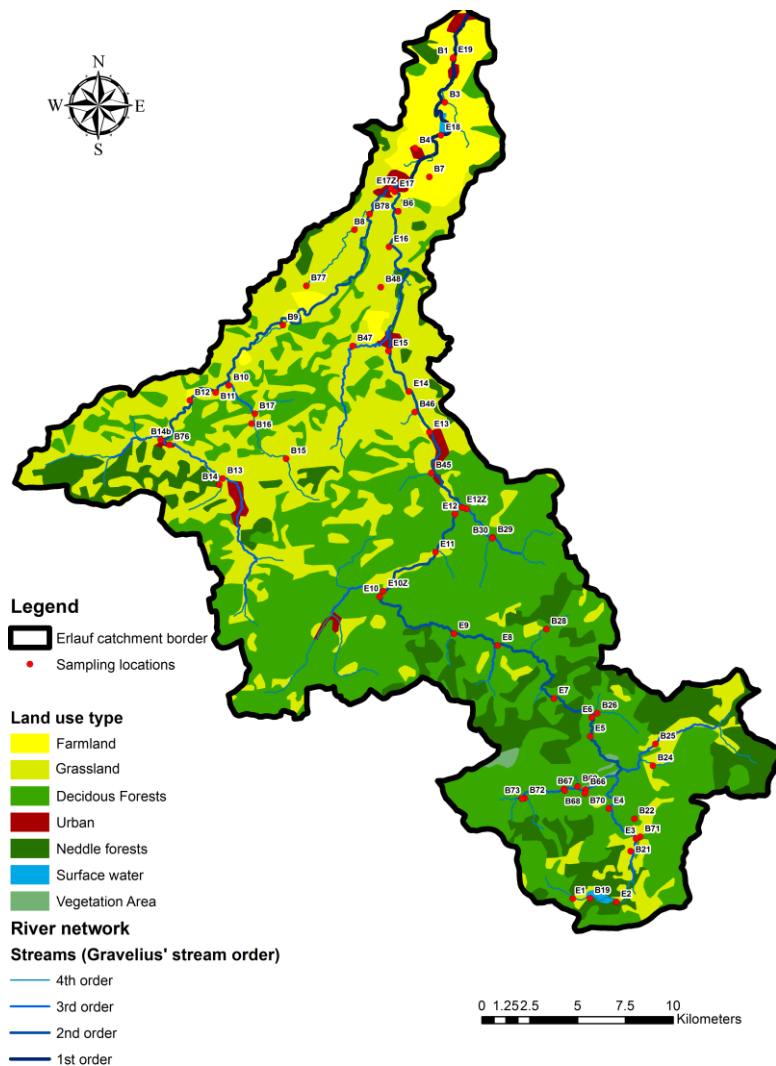 N
W
E
S
B1
E19
B3
E18
B4
B7
E17Z
E17
B78
B6
B8
E16
B77
B48
B9
B47
E15
B10
E14
B12
B11
B46
B17
E13
B16
B14b
B76
B15
B45
B13
B14
E12Z
E12
B30
B29
E11
E10Z
E10
E9
B28
E8
E7
B26
E6
E5
B25
B24
B67
B66
B73
B72
B68
B70
E4
B22
E3
B71
B21
E1
B19
E2
Legend
Erlauf catchment border
Sampling locations
Land use type
Farmland
Grassland
Decidous Forests
Urban
Neddle forests
Surface water
Vegetation Area
River network
Streams (Gravelius' stream order)
4th order
3rd order
2nd order
1st order
0 1.25 2.5 5 7.5 10
Kilometers